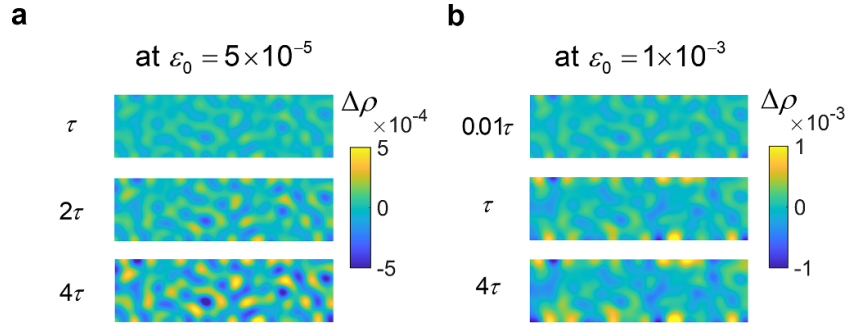 a
at ε₀ = 5×10⁻⁵
τ
2τ
4τ
Δρ
×10⁻⁴
5
0
-5
b
at ε₀ = 1×10⁻³
0.01τ
τ
4τ
Δρ
×10⁻³
1
0
-1